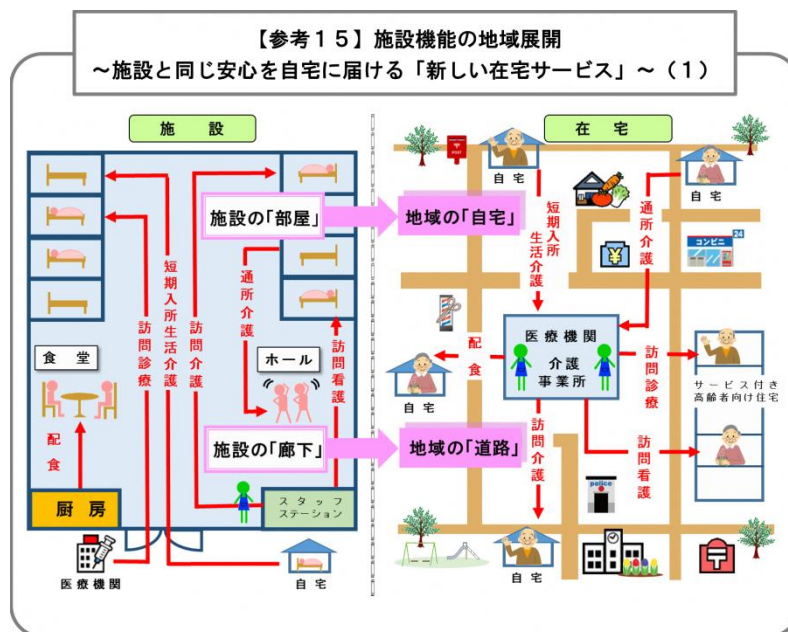 【参考１５】施設機能の地域展開
～施設と同じ安心を自宅に届ける「新しい在宅サービス」～（１）
施　設
施設の「部屋」
短期入所生活介護
訪問診療
訪問介護
通所介護
訪問看護
食 堂
ホール
配食
施設の「廊下」
厨 房
スタッフ
ステーション
医療機関
自 宅
在 宅
POST
自 宅
自 宅
地域の「自宅」
短期入所
生活介護
通所介護
コンビニ
24
医療機関
介護
事業所
配食
自 宅
訪問診療
サービス付き
高齢者向け住宅
地域の「道路」
訪問介護
訪問看護
police
自 宅